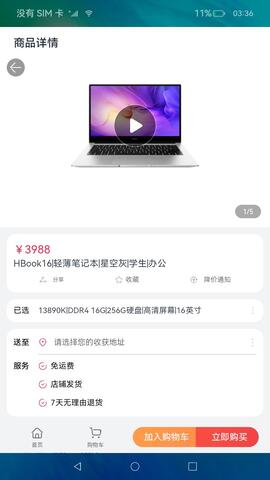 没有 SIM 卡
11%
03:36
商品详情
1/5
￥3988
HBook16|轻薄笔记本|星空灰|学生|办公
分享
收藏
降价通知
已选 13890K|DDR4 16G|256G硬盘|高清屏幕|16英寸
送至 请选择您的收获地址
服务 免运费
店铺发货
7天无理由退货
首页
购物车
加入购物车
立即购买